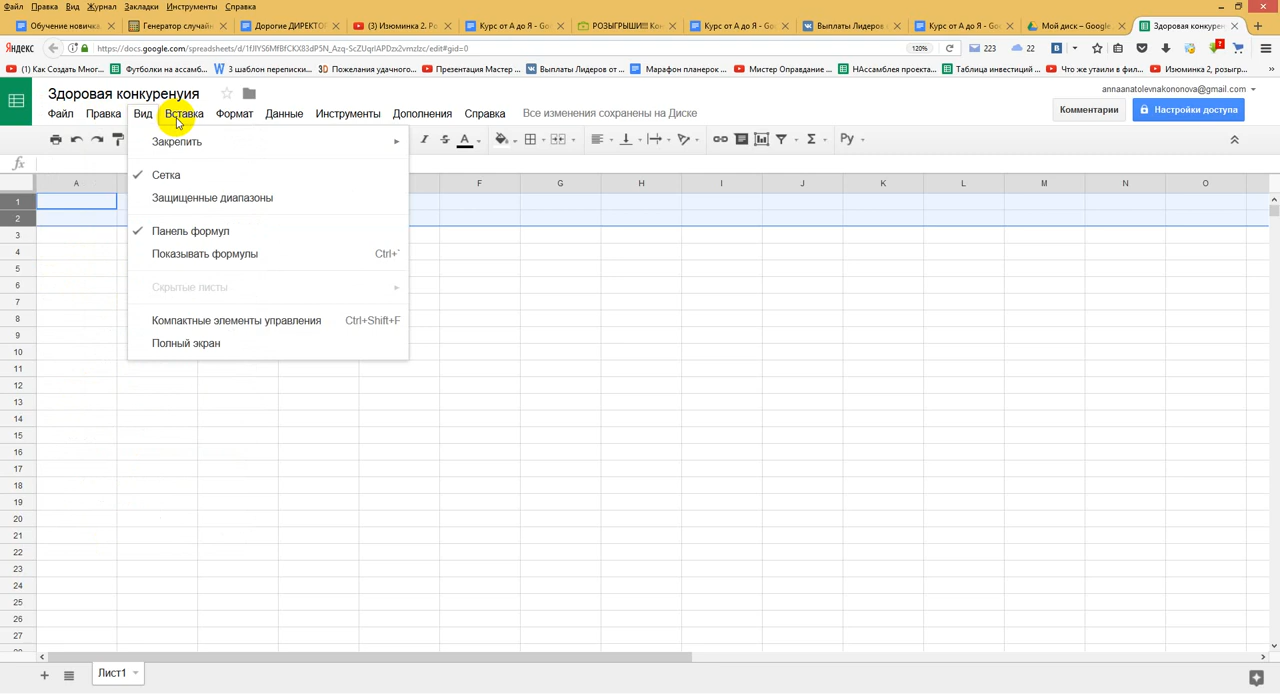 Файл Правка Вид Журнал Закладки Инструменты Справка
Обучение новичка Генератор случайн Дорогие ДИРЕКТО (3) Изюминка 2. Ро Курс от А до Я - Go РОЗЫГРЫШИ!!! Кон Курс от А до Я - Go Выплаты Лидеров Курс от А до Я - Go Мой диск – Google Здоровая конкурен
Яндекс https://docs.google.com/spreadsheets/d/ 120% 223 22 ?
(1) Как Создать Мног... Футболки на ассамб... 3 шаблон переписки... 3D Пожелания удачного... Презентация Мастер ... Выплаты Лидеров от ... Марафон планерок ... Мистер Оправдание ... НАссамблея проекта... Таблица инвестиций ... Что же утаили в фил... Изюминка 2, розыгр... »
Здоровая конкуренуия
annaanatolevnakononova@gmail.com
Файл Правка Вид Вставка Формат Данные Инструменты Дополнения Справка Все изменения сохранены на Диске
Комментарии Настройки доступа
I S A Σ Ру
fx
Закрепить
Сетка
Защищенные диапазоны
Панель формул
Показывать формулы Ctrl+`
Скрытые листы
Компактные элементы управления Ctrl+Shift+F
Полный экран
A F G H I J K L M N O
1
2
3
4
5
6
7
8
9
10
11
12
13
14
15
16
17
18
19
20
21
22
23
24
25
26
27
Лист1